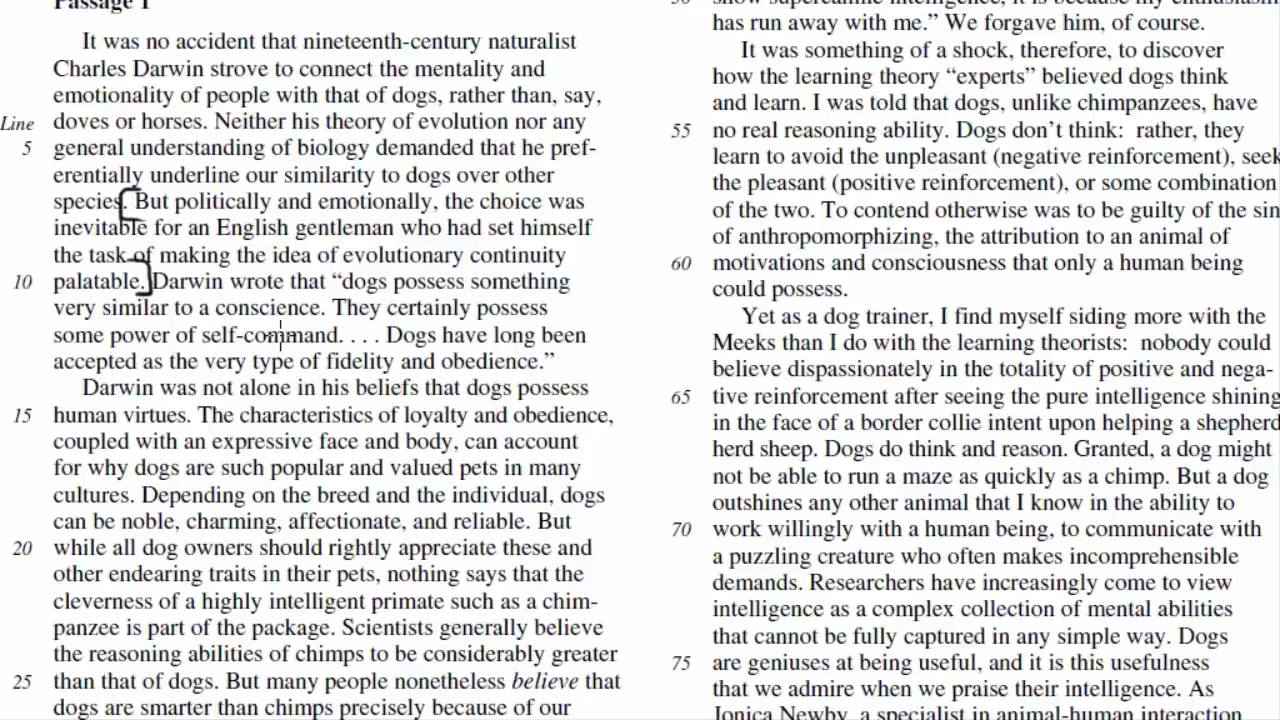 Passage 1
It was no accident that nineteenth-century naturalist
Charles Darwin strove to connect the mentality and
emotionality of people with that of dogs, rather than, say,
Line doves or horses. Neither his theory of evolution nor any
5 general understanding of biology demanded that he pref-
erentially underline our similarity to dogs over other
species. But politically and emotionally, the choice was
inevitable for an English gentleman who had set himself
the task of making the idea of evolutionary continuity
10 palatable. Darwin wrote that “dogs possess something
very similar to a conscience. They certainly possess
some power of self-command. . . . Dogs have long been
accepted as the very type of fidelity and obedience.”
Darwin was not alone in his beliefs that dogs possess
15 human virtues. The characteristics of loyalty and obedience,
coupled with an expressive face and body, can account
for why dogs are such popular and valued pets in many
cultures. Depending on the breed and the individual, dogs
can be noble, charming, affectionate, and reliable. But
20 while all dog owners should rightly appreciate these and
other endearing traits in their pets, nothing says that the
cleverness of a highly intelligent primate such as a chim-
panzee is part of the package. Scientists generally believe
the reasoning abilities of chimps to be considerably greater
25 than that of dogs. But many people nonetheless believe that
dogs are smarter than chimps precisely because of our
show supercanine intelligence, it is because my
has run away with me.” We forgave him, of course.
It was something of a shock, therefore, to discover
how the learning theory “experts” believed dogs think
and learn. I was told that dogs, unlike chimpanzees, have
55 no real reasoning ability. Dogs don’t think: rather, they
learn to avoid the unpleasant (negative reinforcement), seek
the pleasant (positive reinforcement), or some combination
of the two. To contend otherwise was to be guilty of the sin
of anthropomorphizing, the attribution to an animal of
60 motivations and consciousness that only a human being
could possess.
Yet as a dog trainer, I find myself siding more with the
Meeks than I do with the learning theorists: nobody could
believe dispassionately in the totality of positive and nega-
65 tive reinforcement after seeing the pure intelligence shining
in the face of a border collie intent upon helping a shepherd
herd sheep. Dogs do think and reason. Granted, a dog might
not be able to run a maze as quickly as a chimp. But a dog
outshines any other animal that I know in the ability to
70 work willingly with a human being, to communicate with
a puzzling creature who often makes incomprehensible
demands. Researchers have increasingly come to view
intelligence as a complex collection of mental abilities
that cannot be fully captured in any simple way. Dogs
75 are geniuses at being useful, and it is this usefulness
that we admire when we praise their intelligence. As
Jonica Newby, a specialist in animal-human interaction